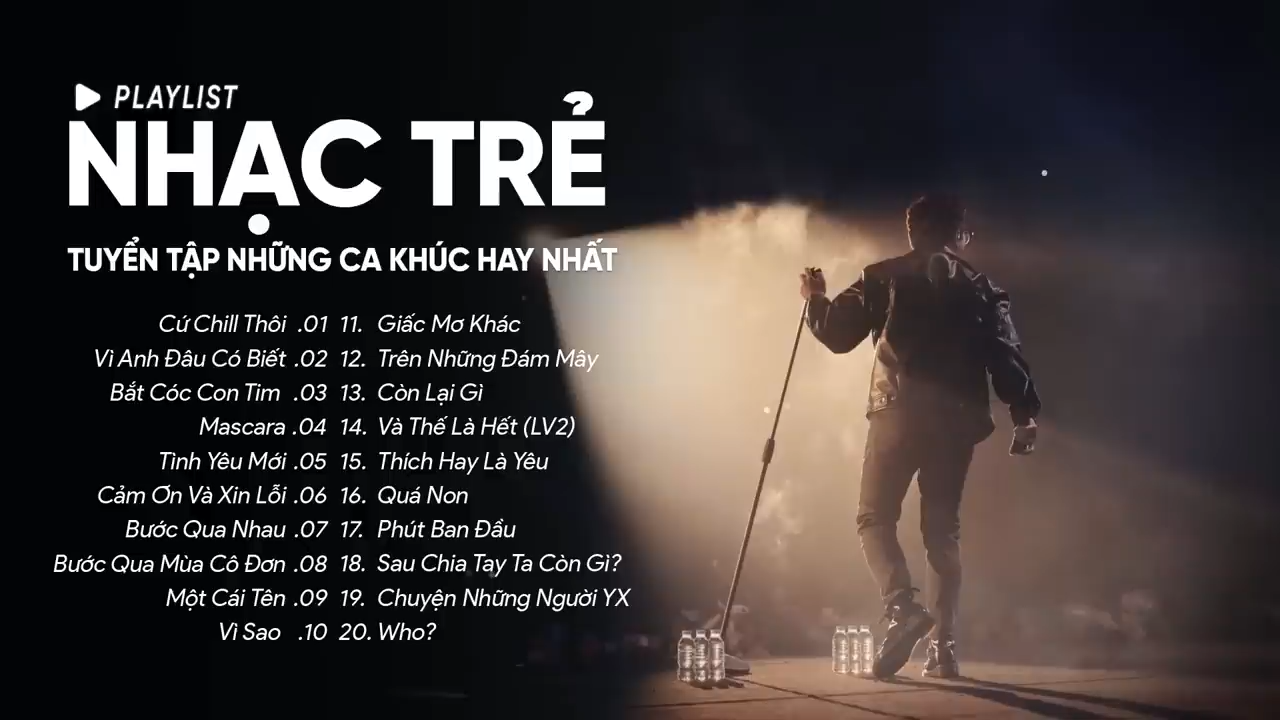 PLAYLIST
NHẠC TRẺ
TUYỂN TẬP NHỮNG CA KHÚC HAY NHẤT
Cứ Chill Thôi .01
Vì Anh Đâu Có Biết .02
Bắt Cóc Con Tim .03
Mascara .04
Tình Yêu Mới .05
Cảm Ơn Và Xin Lỗi .06
Bước Qua Nhau .07
Bước Qua Mùa Cô Đơn .08
Một Cái Tên .09
Vì Sao .10
11. Giấc Mơ Khác
12. Trên Những Đám Mây
13. Còn Lại Gì
14. Và Thế Là Hết (LV2)
15. Thích Hay Là Yêu
16. Quá Non
17. Phút Ban Đầu
18. Sau Chia Tay Ta Còn Gì?
19. Chuyện Những Người YX
20. Who?